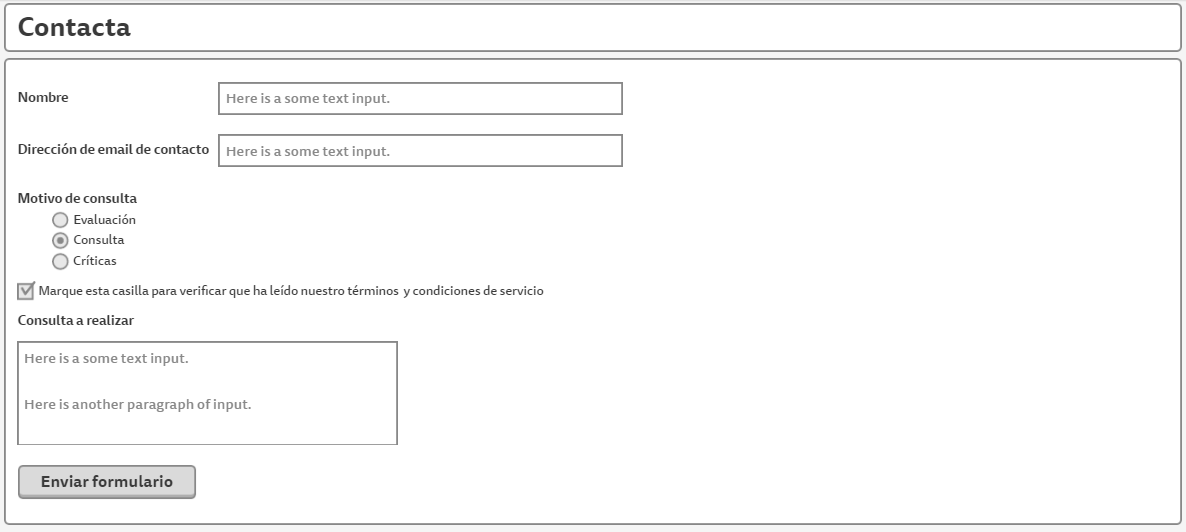 Contacta
Nombre
Here is a some text input.
Dirección de email de contacto
Here is a some text input.
Motivo de consulta
Evaluación
Consulta
Críticas
Marque esta casilla para verificar que ha leído nuestro términos y condiciones de servicio
Consulta a realizar
Here is a some text input.
Here is another paragraph of input.
Enviar formulario